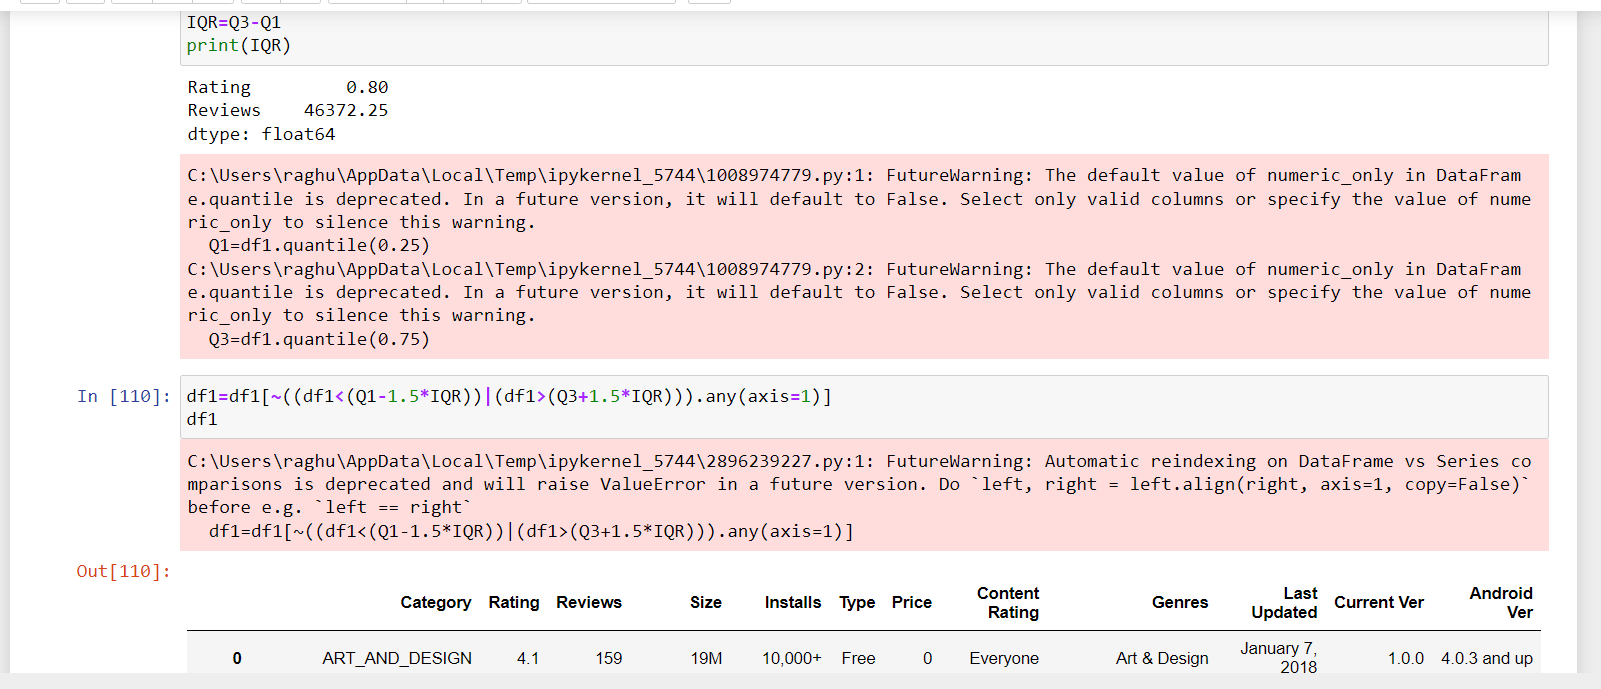 IQR=Q3-Q1
print(IQR)
Rating         0.80
Reviews    46372.25
dtype: float64
C:\Users\raghu\AppData\Local\Temp\ipykernel_5744\1008974779.py:1: FutureWarning: The default value of numeric_only in DataFram
e.quantile is deprecated. In a future version, it will default to False. Select only valid columns or specify the value of nume
ric_only to silence this warning.
  Q1=df1.quantile(0.25)
C:\Users\raghu\AppData\Local\Temp\ipykernel_5744\1008974779.py:2: FutureWarning: The default value of numeric_only in DataFram
e.quantile is deprecated. In a future version, it will default to False. Select only valid columns or specify the value of nume
ric_only to silence this warning.
  Q3=df1.quantile(0.75)
In [110]: df1=df1[~((df1<(Q1-1.5*IQR))|(df1>(Q3+1.5*IQR))).any(axis=1)]
df1
C:\Users\raghu\AppData\Local\Temp\ipykernel_5744\2896239227.py:1: FutureWarning: Automatic reindexing on DataFrame vs Series co
mparisons is deprecated and will raise ValueError in a future version. Do `left, right = left.align(right, axis=1, copy=False)`
before e.g. `left == right`
  df1=df1[~((df1<(Q1-1.5*IQR))|(df1>(Q3+1.5*IQR))).any(axis=1)]
Out[110]:
Category Rating Reviews Size Installs Type Price Content Rating Genres Last Updated Current Ver Android Ver
0 ART_AND_DESIGN 4.1 159 19M 10,000+ Free 0 Everyone Art & Design January 7, 2018 1.0.0 4.0.3 and up